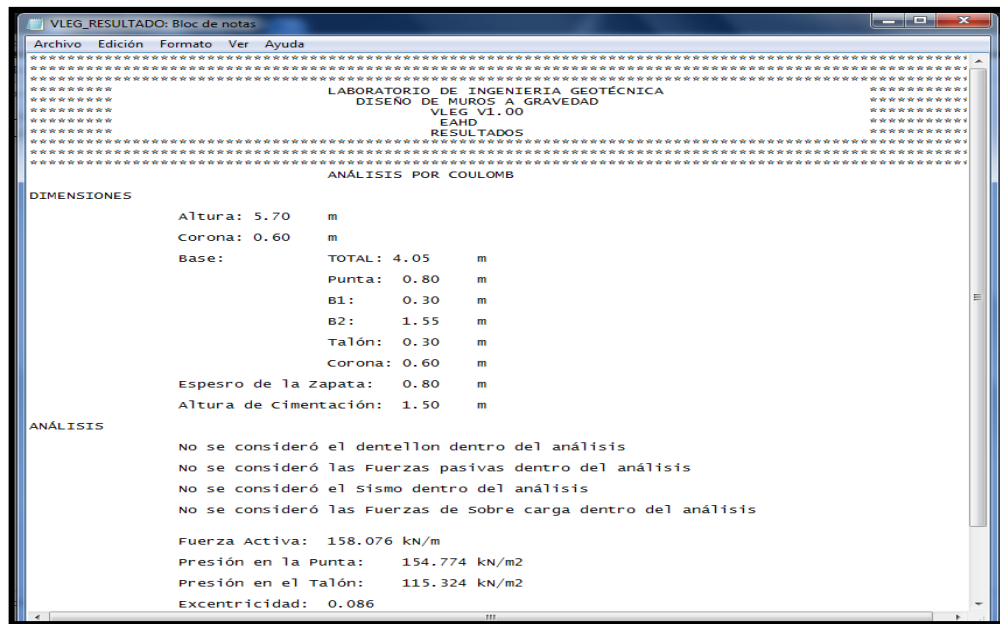 VLEG_RESULTADO: Bloc de notas
Archivo Edición Formato Ver Ayuda
LABORATORIO DE INGENIERIA GEOTÉCNICA
DISEÑO DE MUROS A GRAVEDAD
VLEG V1.00
EAHD
RESULTADOS
ANÁLISIS POR COULOMB
DIMENSIONES
Altura: 5.70 m
Corona: 0.60 m
Base: TOTAL: 4.05 m
Punta: 0.80 m
B1: 0.30 m
B2: 1.55 m
Talón: 0.30 m
Corona: 0.60 m
Espesro de la Zapata: 0.80 m
Altura de Cimentación: 1.50 m
ANÁLISIS
No se consideró el dentellon dentro del análisis
No se consideró las Fuerzas pasivas dentro del análisis
No se consideró el Sismo dentro del análisis
No se consideró las Fuerzas de Sobre carga dentro del análisis
Fuerza Activa: 158.076 kN/m
Presión en la Punta: 154.774 kN/m2
Presión en el Talón: 115.324 kN/m2
Excentricidad: 0.086